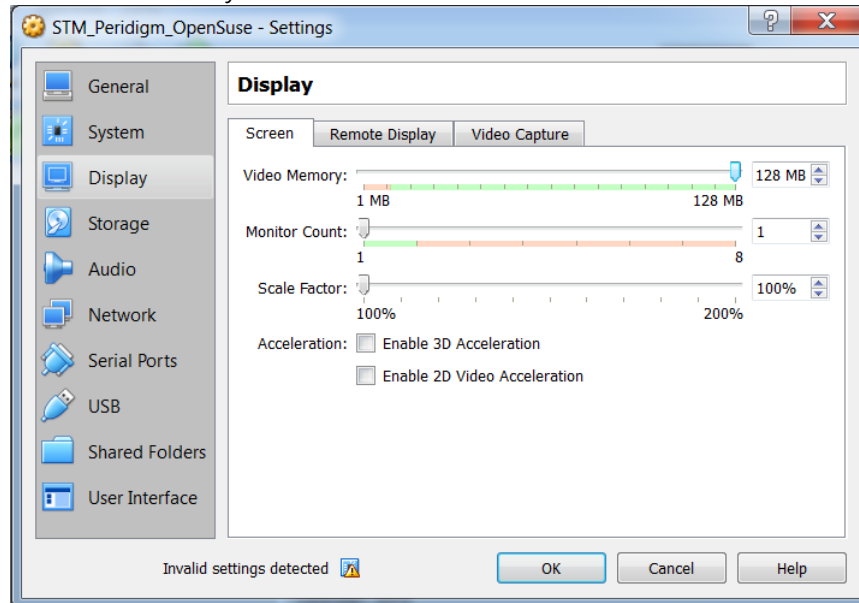 STM_Peridigm_OpenSuse - Settings
General
System
Display
Storage
Audio
Network
Serial Ports
USB
Shared Folders
User Interface
Display
Screen Remote Display Video Capture
Video Memory: 128 MB
1 MB 128 MB
Monitor Count: 1
1 8
Scale Factor: 100%
100% 200%
Acceleration: Enable 3D Acceleration
Enable 2D Video Acceleration
Invalid settings detected OK Cancel Help